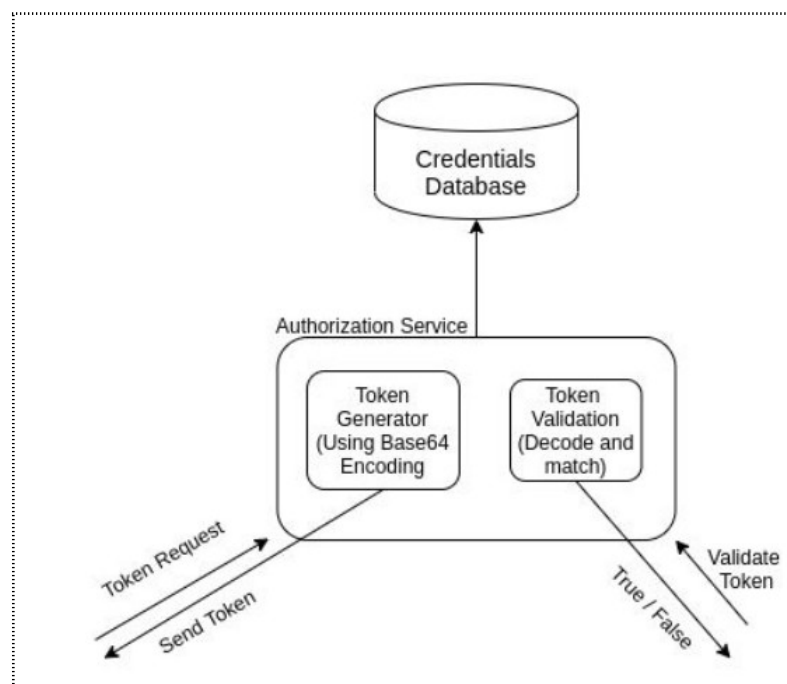 Credentials
Database
Authorization Service
Token
Generator
(Using Base64
Encoding
Token
Validation
(Decode and
match)
Token Request
Send Token
True / False
Validate
Token